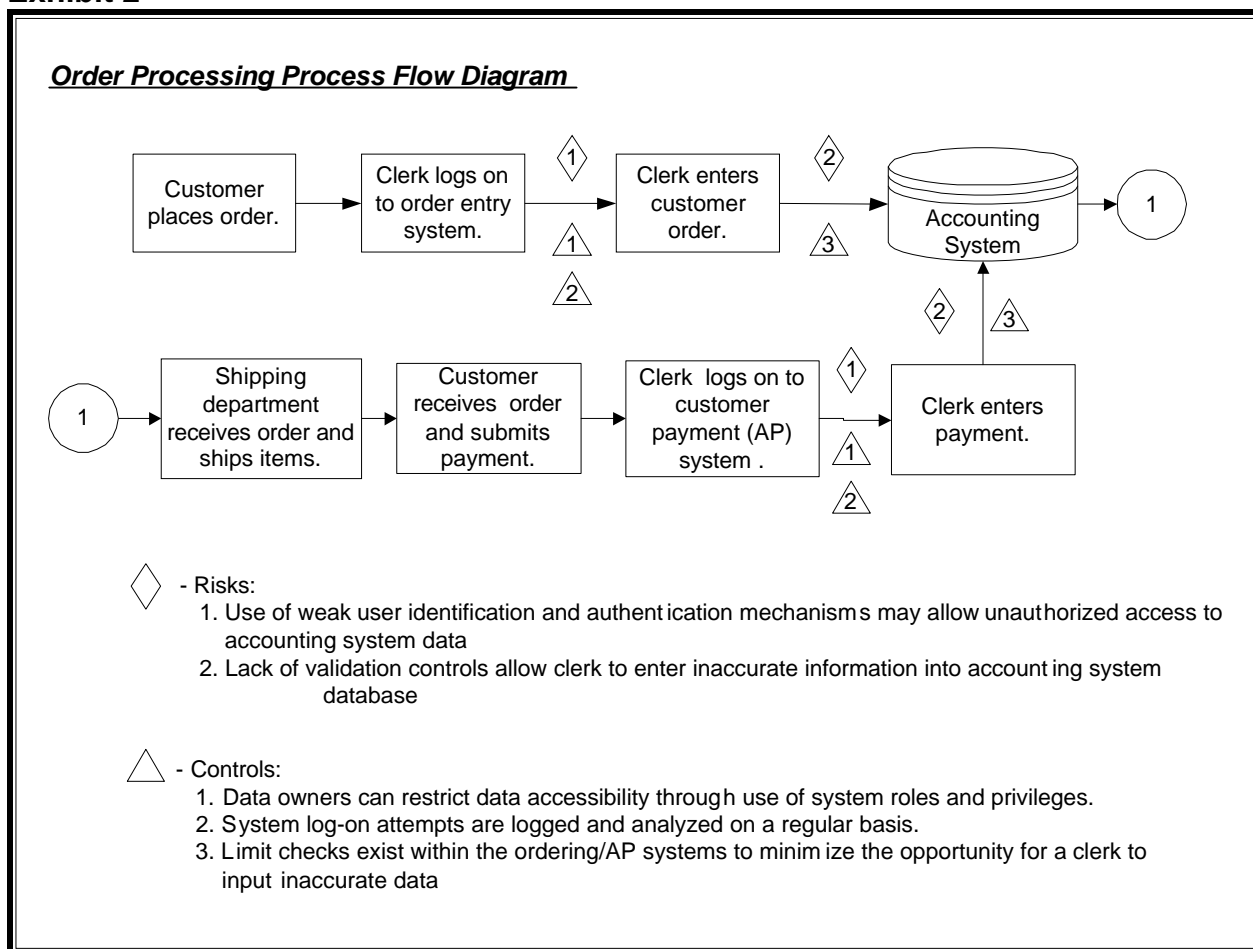 Order Processing Process Flow Diagram
Customer
places order.
Clerk logs on
to order entry
system.
1
1
2
Clerk enters
customer
order.
2
3
Accounting
System
1
2
3
1
Shipping
department
receives order and
ships items.
Customer
receives order
and submits
payment.
Clerk logs on to
customer
payment (AP)
system .
1
1
2
Clerk enters
payment.
- Risks:
1. Use of weak user identification and authentication mechanisms may allow unauthorized access to
accounting system data
2. Lack of validation controls allow clerk to enter inaccurate information into accounting system
database
- Controls:
1. Data owners can restrict data accessibility through use of system roles and privileges.
2. System log-on attempts are logged and analyzed on a regular basis.
3. Limit checks exist within the ordering/AP systems to minimize the opportunity for a clerk to
input inaccurate data